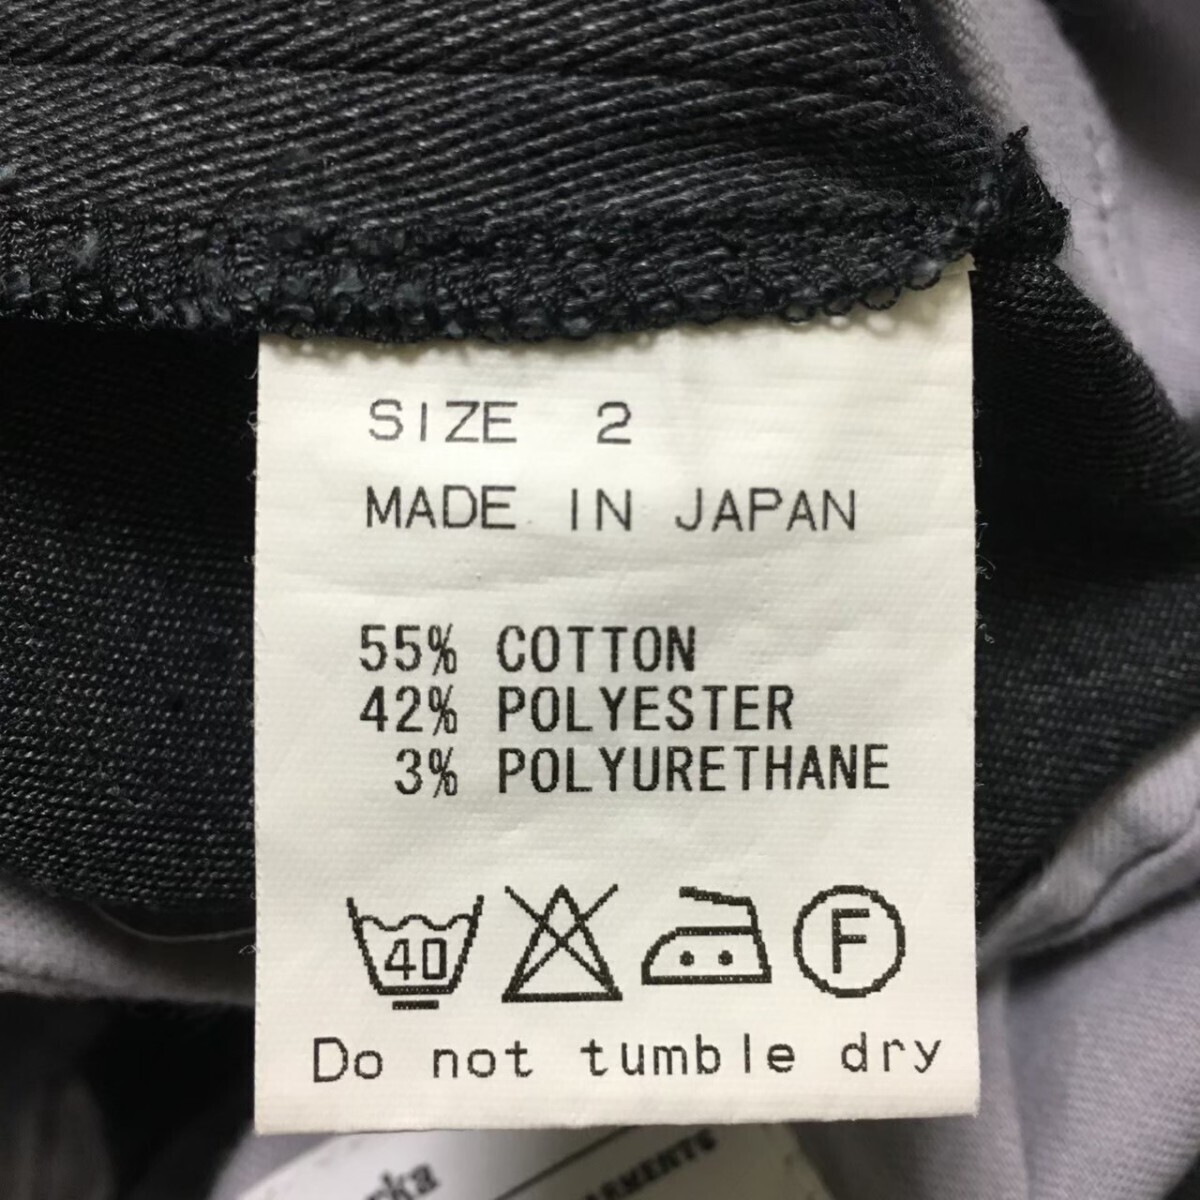 SIZE 2
MADE IN JAPAN
55% COTTON
42% POLYESTER
3% POLYURETHANE
40
F
Do not tumble dry